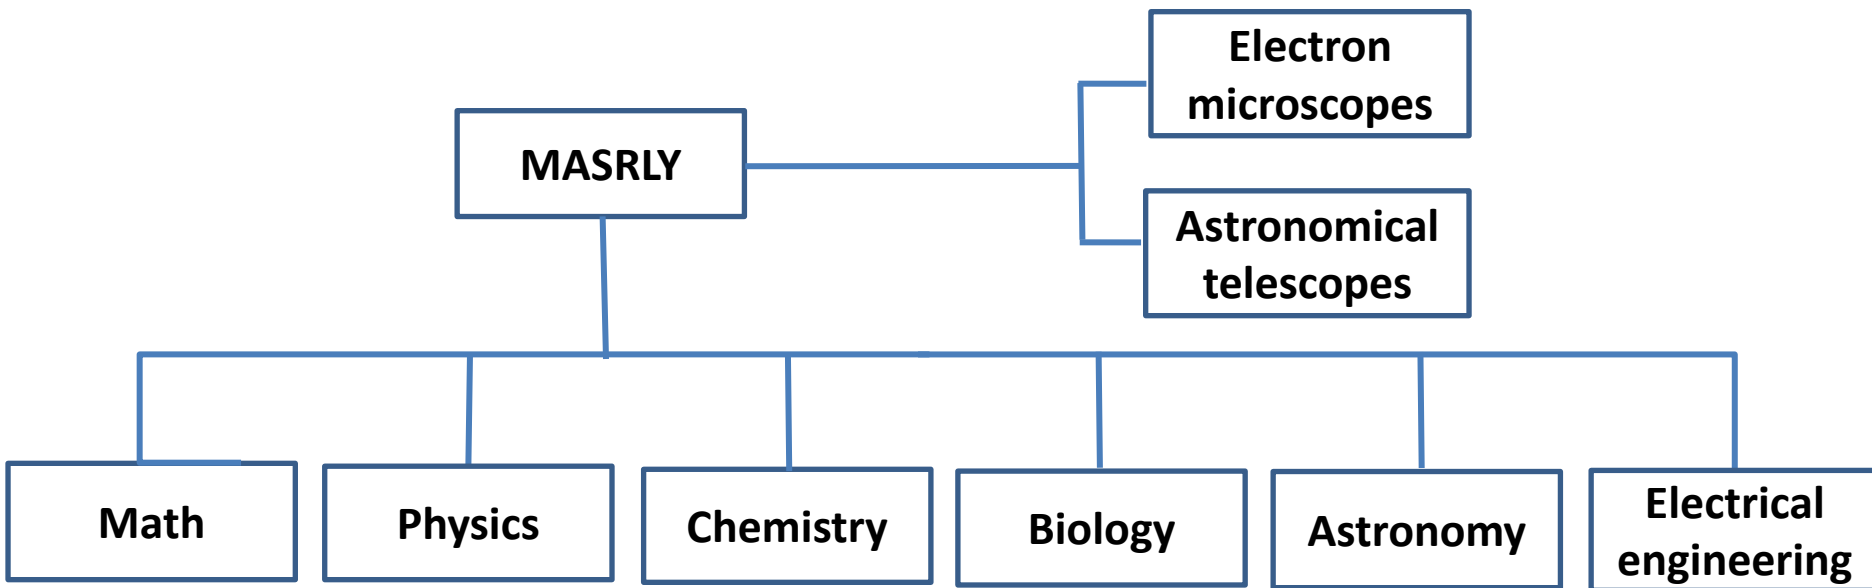 Electron
microscopes
MASRLY
Astronomical
telescopes
Math
Physics
Chemistry
Biology
Astronomy
Electrical
engineering